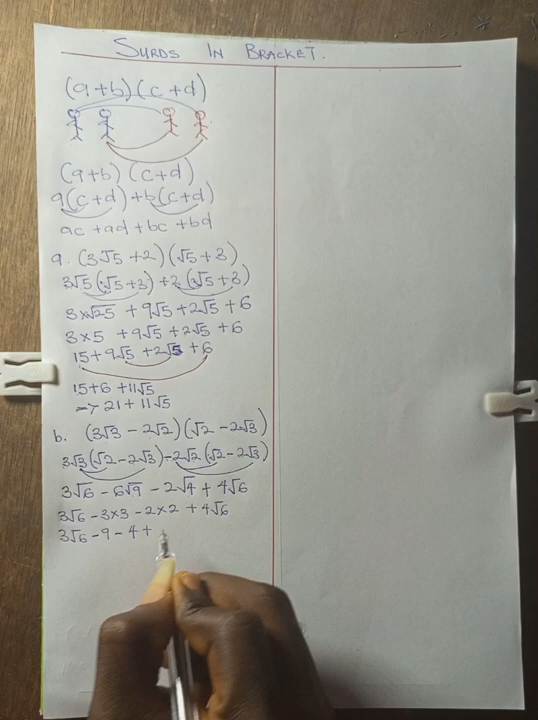 SURDS IN BRACKET.
(a+b)(c+d)
(a+b)(c+d)
a(c+d)+b(c+d)
ac+ad+bc+bd
a. (3√5+2)(√5+3)
3√5(√5+3)+2(√5+3)
3×√25 + 9√5+2√5+6
3×5 +9√5+2√5+6
15+9√5+2√5+6
15+6+11√5
=> 21+11√5
b. (3√3-2√2)(√2-2√3)
3√3(√2-2√3)-2√2(√2-2√3)
3√6-6√9-2√4+4√6
3√6-3×3-2×2+4√6
3√6-9-4+